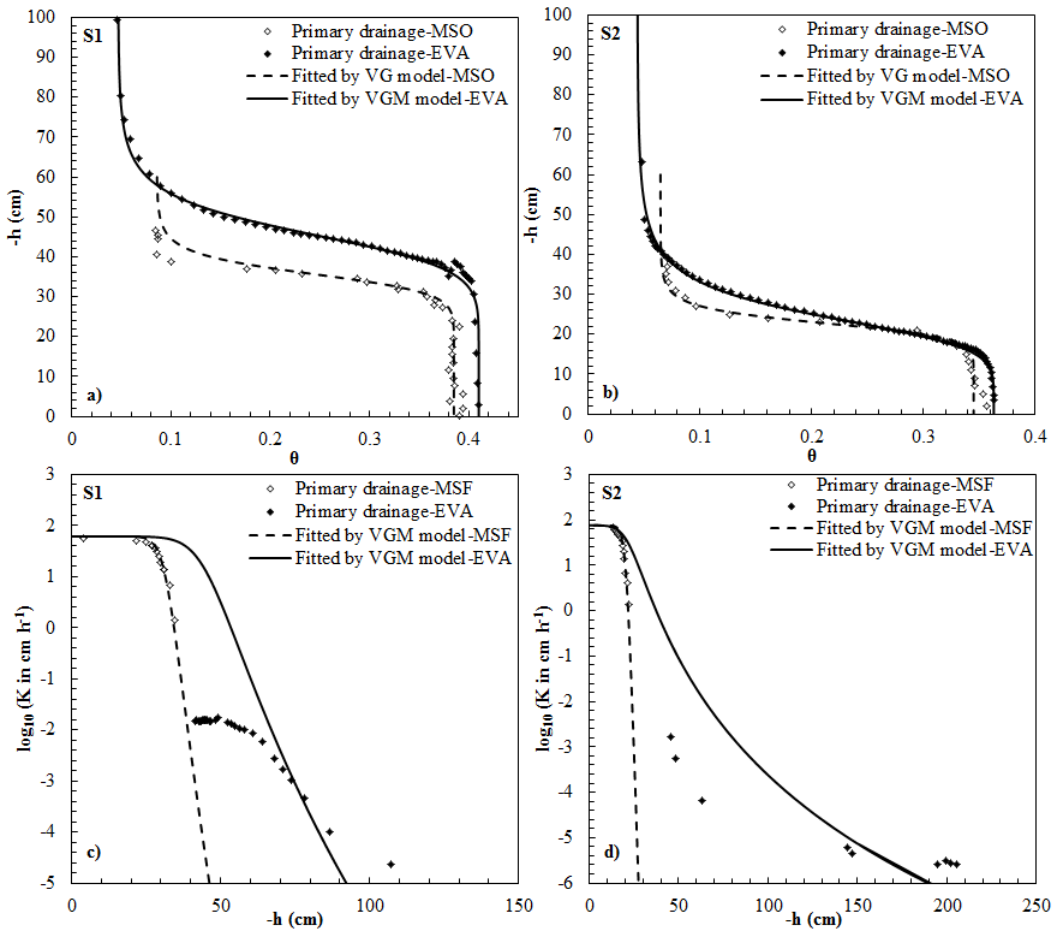 S1
Primary drainage-MSO
Primary drainage-EVA
Fitted by VG model-MSO
Fitted by VGM model-EVA
100
90
80
70
60
50
40
30
20
10
0
-h (cm)
0
0.1
0.2
0.3
0.4
θ
a)
S2
Primary drainage-MSO
Primary drainage-EVA
Fitted by VG model-MSO
Fitted by VGM model-EVA
100
90
80
70
60
50
40
30
20
10
0
-h (cm)
0
0.1
0.2
0.3
0.4
θ
b)
S1
Primary drainage-MSF
Primary drainage-EVA
Fitted by VGM model-MSF
Fitted by VGM model-EVA
3
2
1
0
-1
-2
-3
-4
-5
log₁₀ (K in cm h⁻¹)
0
50
100
150
-h (cm)
c)
S2
Primary drainage-MSF
Primary drainage-EVA
Fitted by VGM model-MSF
Fitted by VGM model-EVA
3
2
1
0
-1
-2
-3
-4
-5
-6
log₁₀ (K in cm h⁻¹)
0
50
100
150
200
250
-h (cm)
d)